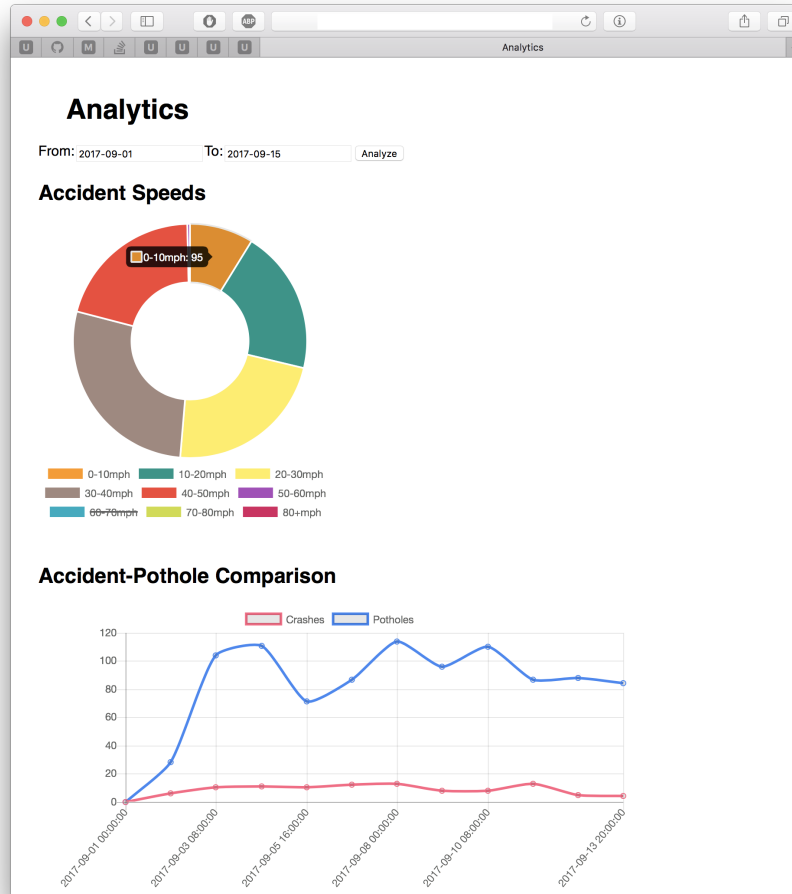 ABP
U M U U U U Analytics
Analytics
From: 2017-09-01 To: 2017-09-15 Analyze
Accident Speeds
0-10mph: 95
0-10mph 10-20mph 20-30mph
30-40mph 40-50mph 50-60mph
60-70mph 70-80mph 80+mph
Accident-Pothole Comparison
Crashes Potholes
120
100
80
60
40
20
0
2017-09-01 00:00:00 2017-09-03 08:00:00 2017-09-05 16:00:00 2017-09-08 00:00:00 2017-09-10 08:00:00 2017-09-13 20:00:00